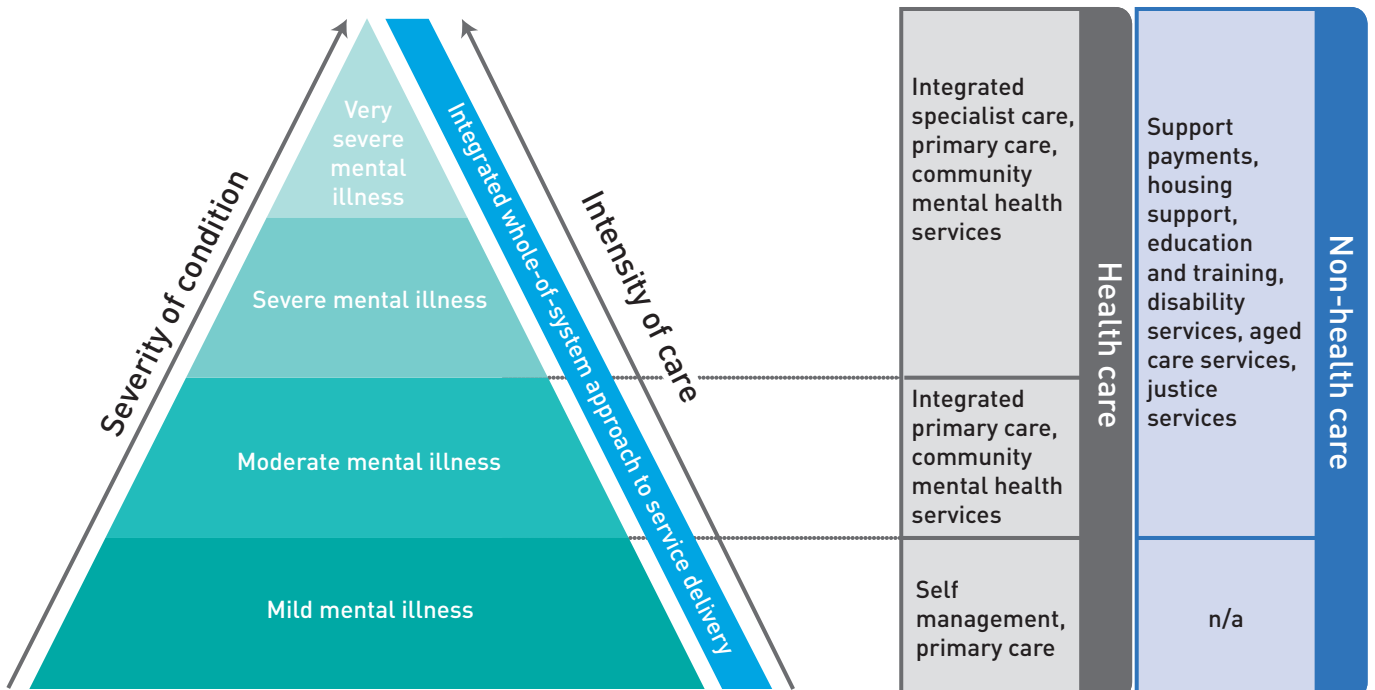 Severity of condition
Very
severe
mental
illness
Severe mental illness
Moderate mental illness
Mild mental illness
Integrated whole-of-system approach to service delivery
Intensity of care
Integrated
specialist care,
primary care,
community
mental health
services
Integrated
primary care,
community
mental health
services
Self
management,
primary care
Health care
Support
payments,
housing
support,
education
and training,
disability
services, aged
care services,
justice
services
n/a
Non-health care